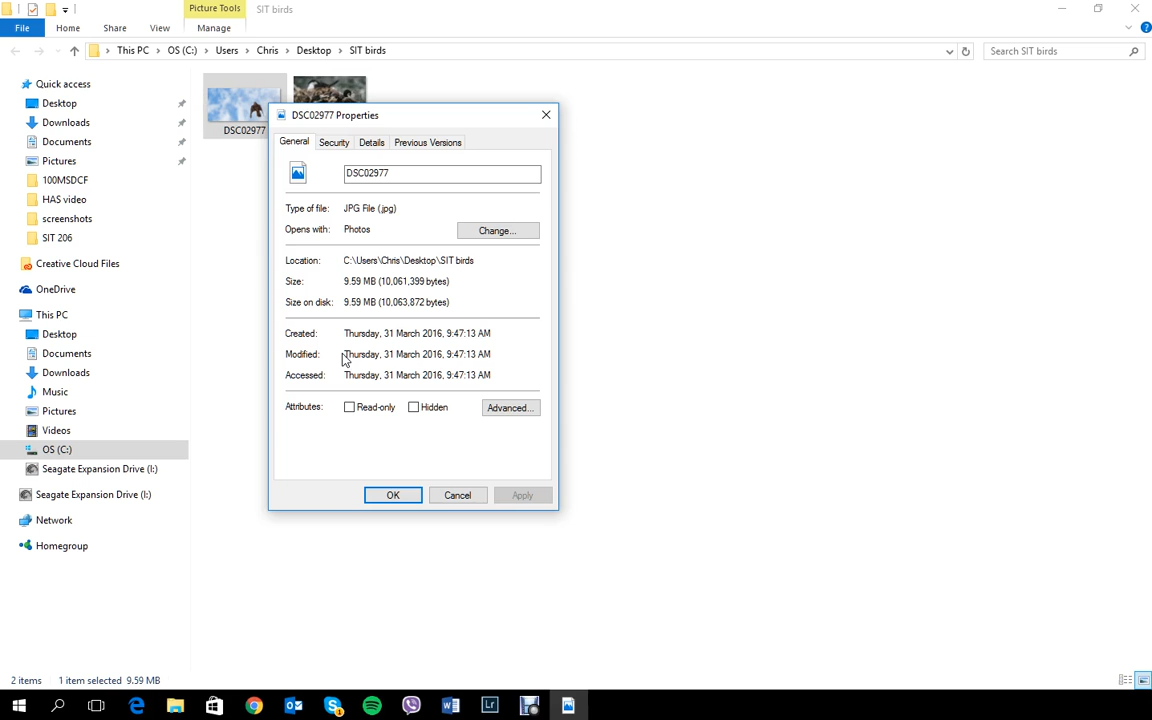 Picture Tools
SIT birds
File
Home
Share
View
Manage
This PC
OS (C:)
Users
Chris
Desktop
SIT birds
Search SIT birds
Quick access
Desktop
Downloads
Documents
Pictures
100MSDCF
HAS video
screenshots
SIT 206
Creative Cloud Files
OneDrive
This PC
Desktop
Documents
Downloads
Music
Pictures
Videos
OS (C:)
Seagate Expansion Drive (I:)
Seagate Expansion Drive (I:)
Network
Homegroup
DSC02977
DSC02977 Properties
General
Security
Details
Previous Versions
DSC02977
Type of file: JPG File (.jpg)
Opens with: Photos
Change...
Location: C:\Users\Chris\Desktop\SIT birds
Size: 9.59 MB (10,061,399 bytes)
Size on disk: 9.59 MB (10,063,872 bytes)
Created: Thursday, 31 March 2016, 9:47:13 AM
Modified: Thursday, 31 March 2016, 9:47:13 AM
Accessed: Thursday, 31 March 2016, 9:47:13 AM
Attributes: Read-only Hidden Advanced...
OK Cancel Apply
2 items 1 item selected 9.59 MB
Lr